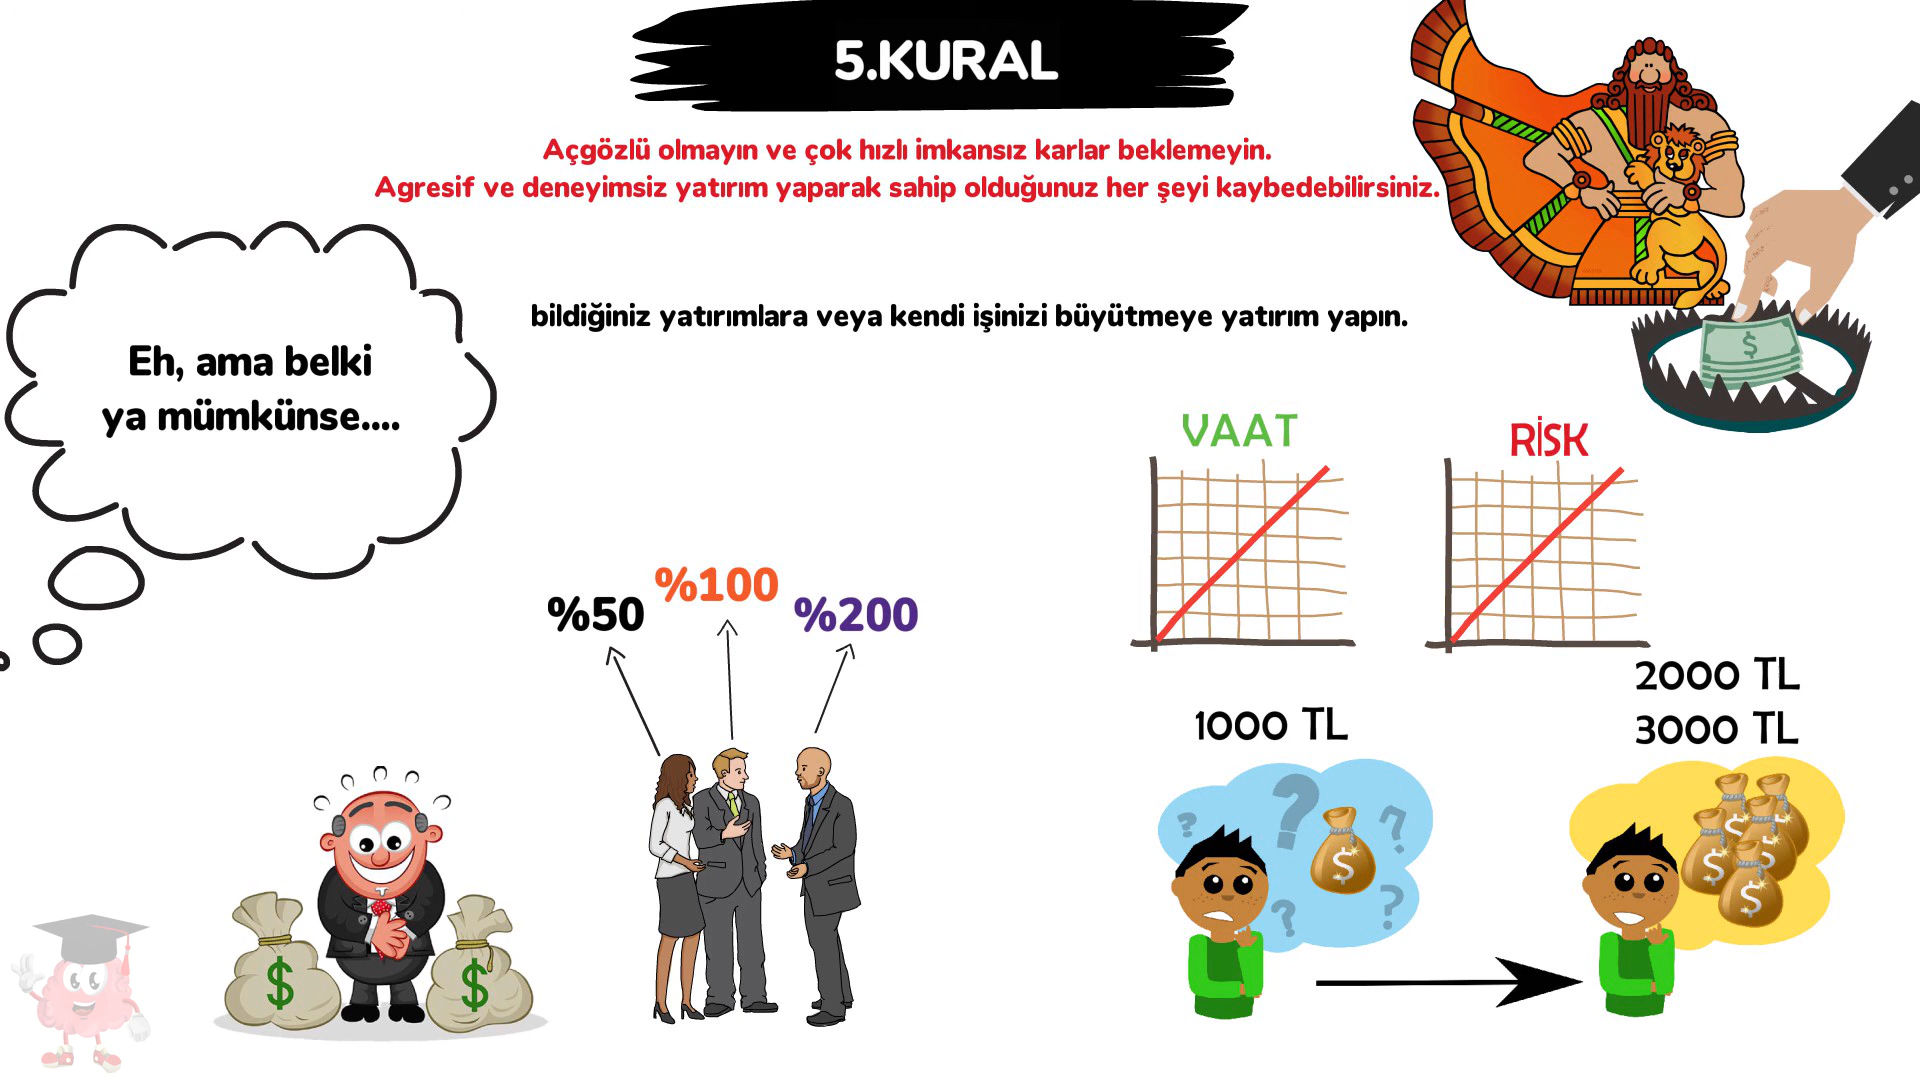 5.KURAL
Açgözlü olmayın ve çok hızlı imkansız karlar beklemeyin.
Agresif ve deneyimsiz yatırım yaparak sahip olduğunuz her şeyi kaybedebilirsiniz.
bildiğiniz yatırımlara veya kendi işinizi büyütmeye yatırım yapın.
Eh, ama belki
ya mümkünse....
VAAT
RİSK
%50
%100
%200
1000 TL
2000 TL
3000 TL
$
$
$
?
?
?
?
?
$
$
$
$
$
$